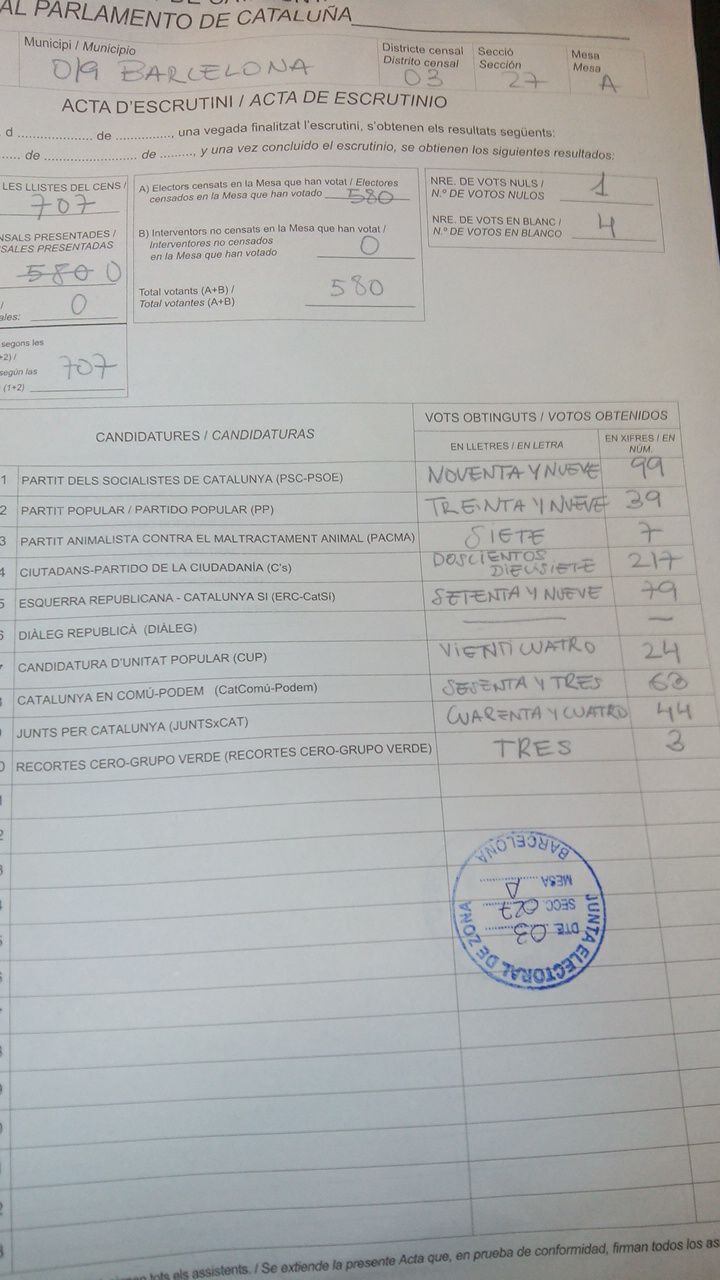 AL PARLAMENTO DE CATALUÑA
Municipi / Municipio
019 BARCELONA
Districte censal
Distrito censal
03
Secció
Sección
27
Mesa
Mesa
A
ACTA D'ESCRUTINI / ACTA DE ESCRUTINIO
d .................. de .............., una vegada finalitzat l'escrutini, s'obtenen els resultats següents:
..... de ...................... de ........., y una vez concluido el escrutinio, se obtienen los siguientes resultados:
LES LLISTES DEL CENS /
707
NSALS PRESENTADES /
SALES PRESENTADAS
580 0
/
ales: 0
segons les
+2) /
según las
(1+2) 707
A) Electors censats en la Mesa que han votat / Electores
censados en la Mesa que han votado 580
B) Interventors no censats en la Mesa que han votat /
Interventores no censados
en la Mesa que han votado 0
Total votants (A+B) /
Total votantes (A+B) 580
NRE. DE VOTS NULS /
N.º DE VOTOS NULOS 1
NRE. DE VOTS EN BLANC /
N.º DE VOTOS EN BLANCO 4
CANDIDATURES / CANDIDATURAS
VOTS OBTINGUTS / VOTOS OBTENIDOS
EN LLETRES / EN LETRA
EN XIFRES / EN
NÚM.
1 PARTIT DELS SOCIALISTES DE CATALUNYA (PSC-PSOE) NOVENTA Y NUEVE 99
2 PARTIT POPULAR / PARTIDO POPULAR (PP) TREINTA Y NUEVE 39
3 PARTIT ANIMALISTA CONTRA EL MALTRACTAMENT ANIMAL (PACMA) SIETE 7
4 CIUTADANS-PARTIDO DE LA CIUDADANÍA (C's) DOSCIENTOS DIECISIETE 217
5 ESQUERRA REPUBLICANA - CATALUNYA SI (ERC-CatSí) SETENTA Y NUEVE 79
6 DIÀLEG REPUBLICÀ (DIÀLEG) — —
CANDIDATURA D'UNITAT POPULAR (CUP) VIENTICUATRO 24
CATALUNYA EN COMÚ-PODEM (CatComú-Podem) SESENTA Y TRES 63
JUNTS PER CATALUNYA (JUNTSxCAT) CUARENTA Y CUATRO 44
0 RECORTES CERO-GRUPO VERDE (RECORTES CERO-GRUPO VERDE) TRES 3
JUNTA ELECTORAL DE ZONA
DTE. 03
SECC. 027
MESA A
BARCELONA
tots els assistents. / Se extiende la presente Acta que, en prueba de conformidad, firman todos los as